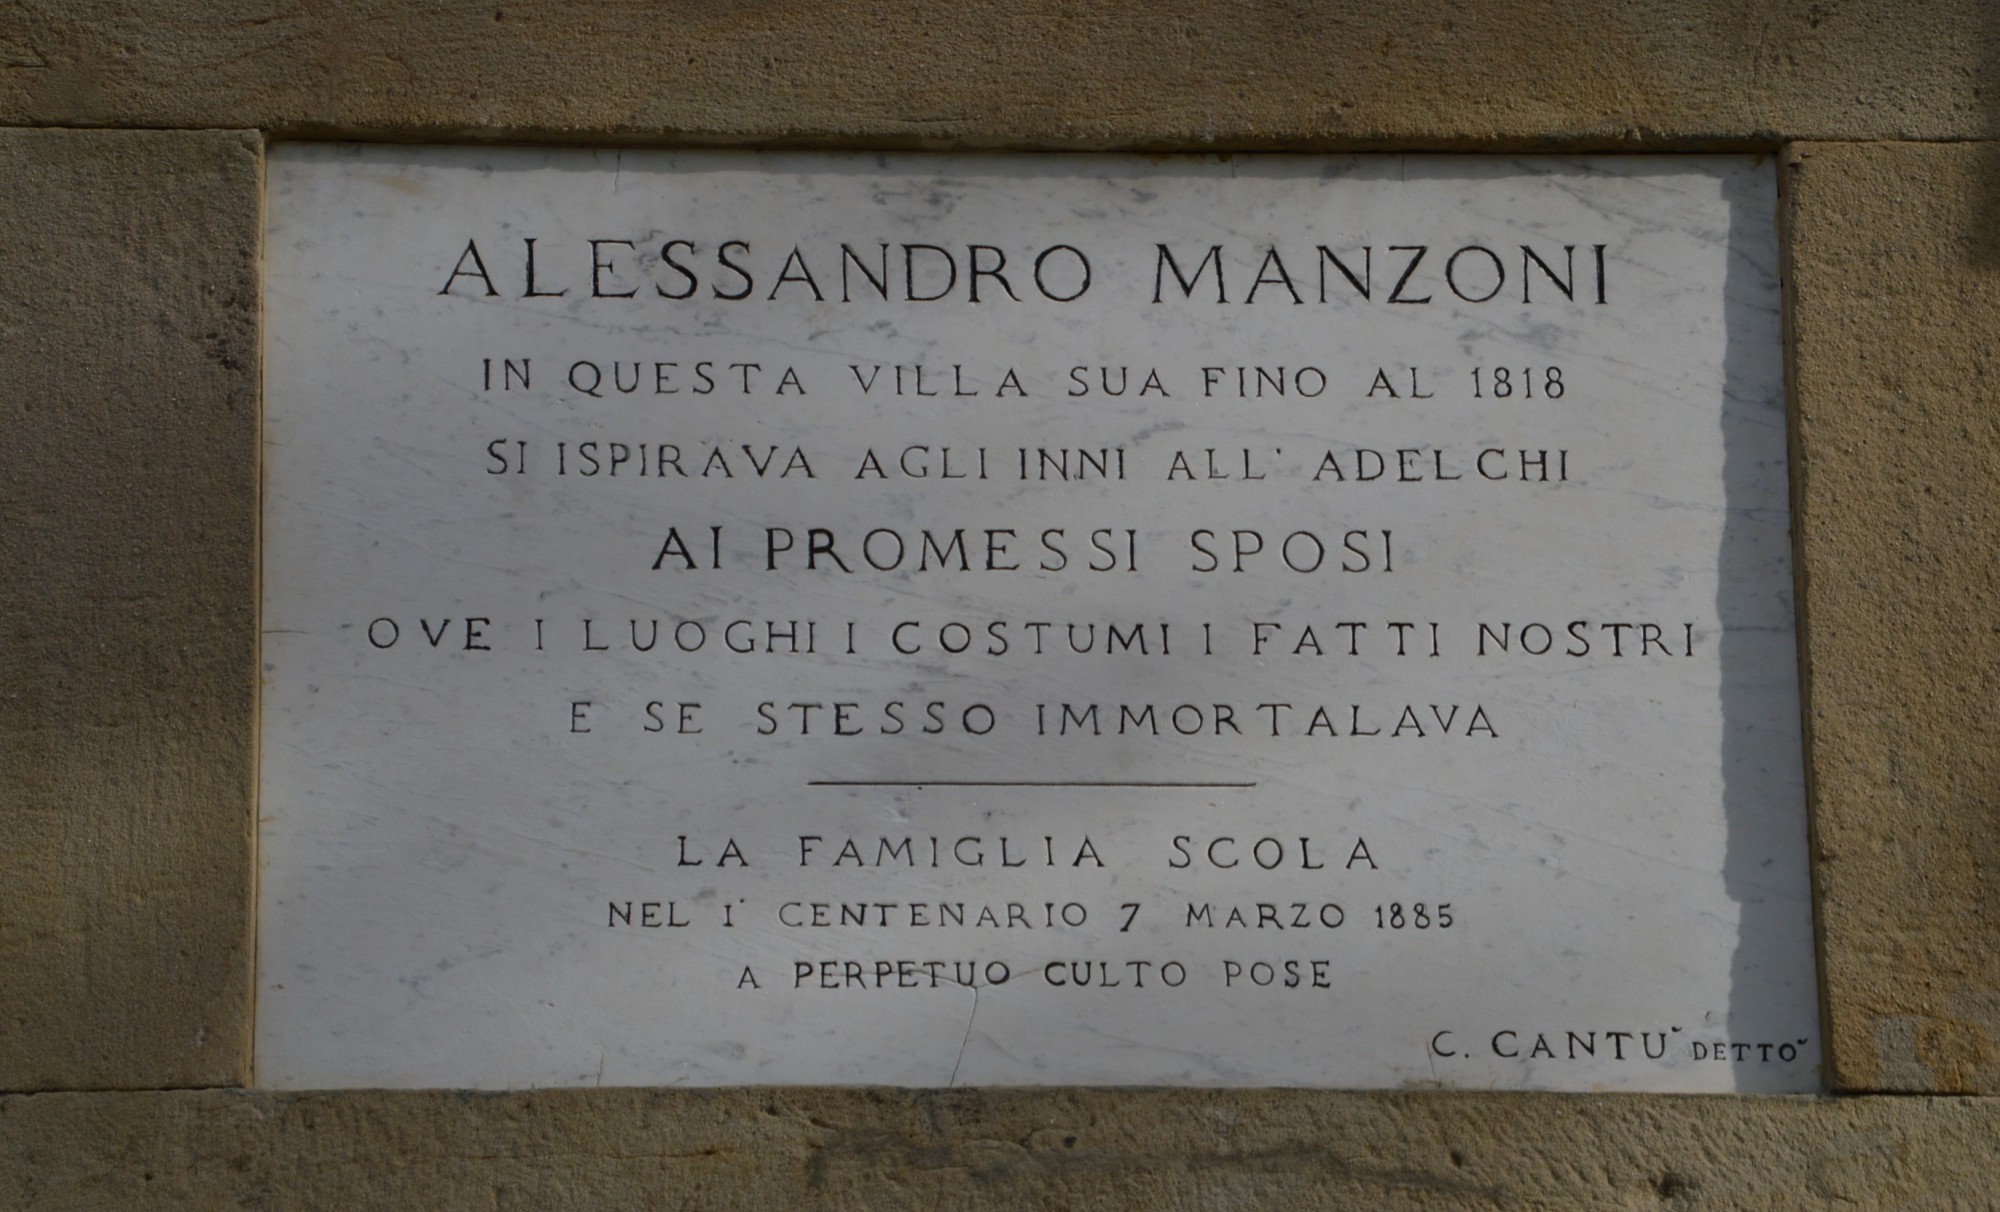 ALESSANDRO MANZONI
IN QUESTA VILLA SUA FINO AL 1818
SI ISPIRAVA AGLI INNI ALL' ADELCHI
AI PROMESSI SPOSI
OVE I LUOGHI I COSTUMI I FATTI NOSTRI
E SE STESSO IMMORTALAVA
LA FAMIGLIA SCOLA
NEL I° CENTENARIO 7 MARZO 1885
A PERPETUO CULTO POSE
C. CANTU˘ DETTO˘